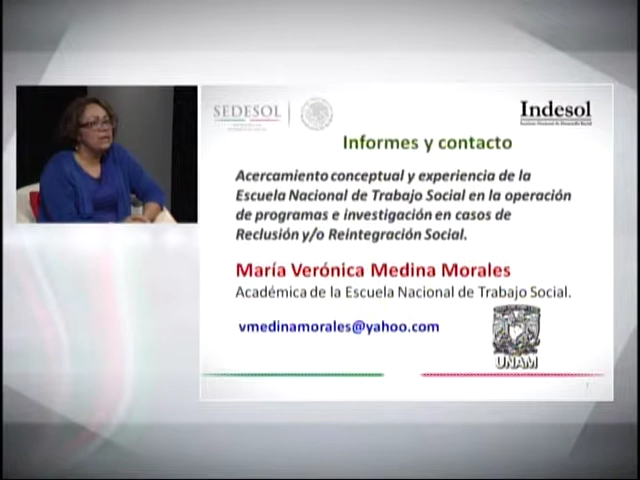 SEDESOL
Indesol
Informes y contacto
Acercamiento conceptual y experiencia de la
Escuela Nacional de Trabajo Social en la operación
de programas e investigación en casos de
Reclusión y/o Reintegración Social.
María Verónica Medina Morales
Académica de la Escuela Nacional de Trabajo Social.
vmedinamorales@yahoo.com
UNAM